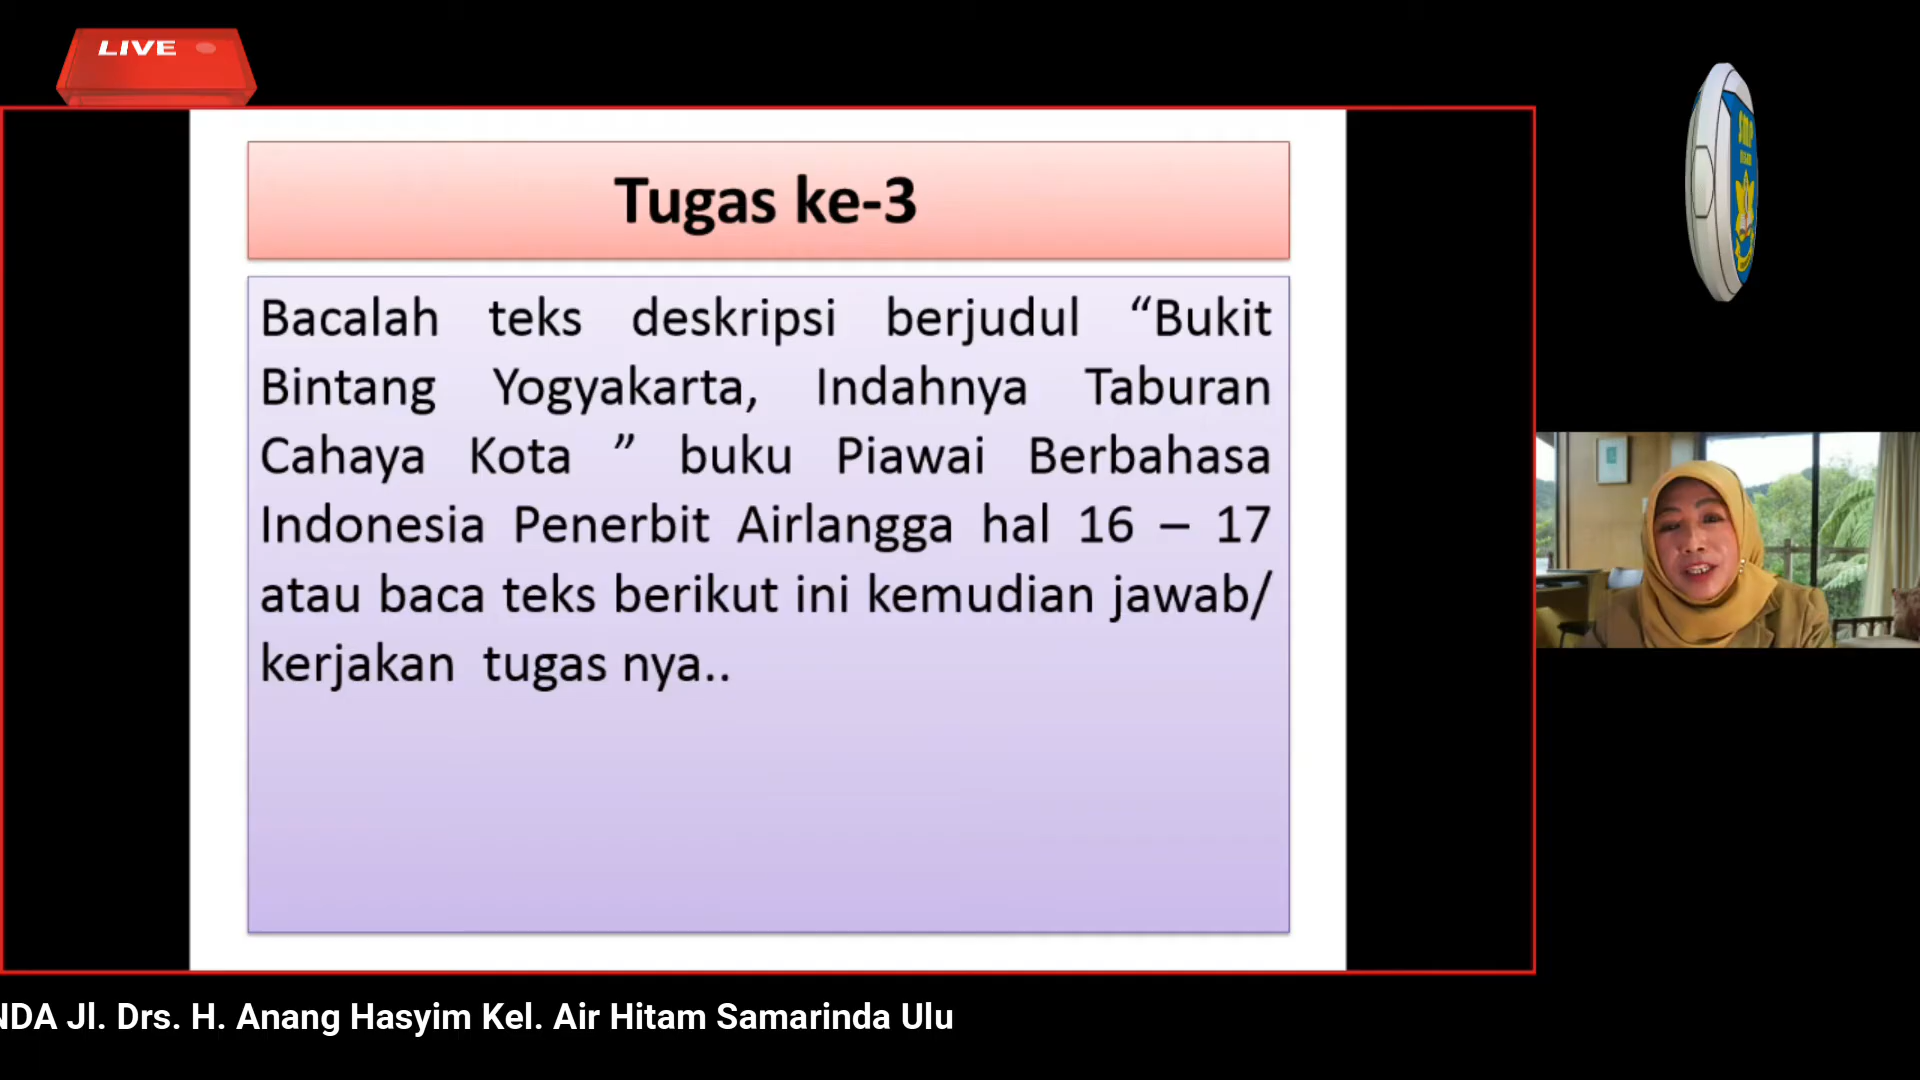 LIVE
Tugas ke-3
Bacalah teks deskripsi berjudul “Bukit
Bintang Yogyakarta, Indahnya Taburan
Cahaya Kota ” buku Piawai Berbahasa
Indonesia Penerbit Airlangga hal 16 – 17
atau baca teks berikut ini kemudian jawab/
kerjakan tugas nya..
SMP
NDA Jl. Drs. H. Anang Hasyim Kel. Air Hitam Samarinda Ulu